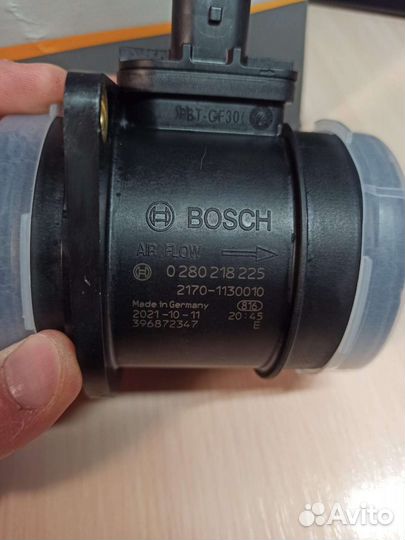 >PBT-GF30<
BOSCH
AIR FLOW
0 280 218 225
2170-1130010
Made in Germany 816
2021-10-11 20:45
396872347 E
Avito